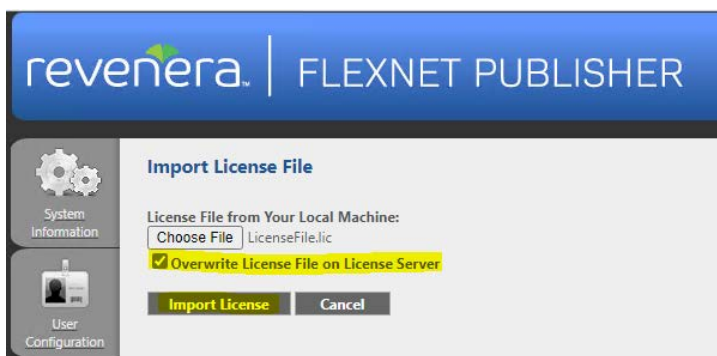 revenera™ FLEXNET PUBLISHER
System
Information
User
Configuration
Import License File
License File from Your Local Machine:
Choose File LicenseFile.lic
Overwrite License File on License Server
Import License Cancel